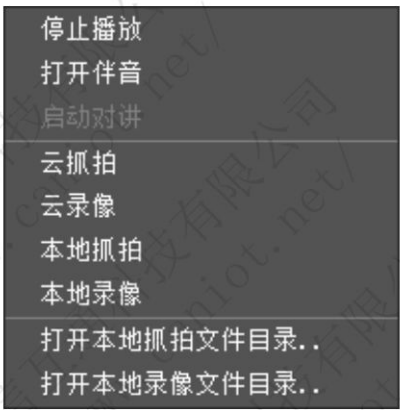 停止播放
打开伴音
启动对讲
云抓拍
云录像
本地抓拍
本地录像
打开本地抓拍文件目录..
打开本地录像文件目录..